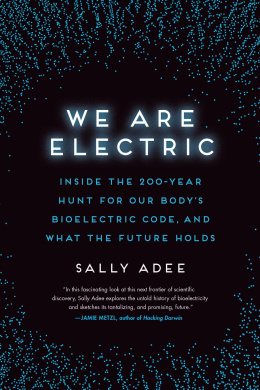 WE ARE
ELECTRIC
INSIDE THE 200-YEAR
HUNT FOR OUR BODY'S
BIOELECTRIC CODE, AND
WHAT THE FUTURE HOLDS
SALLY ADEE
"In this fascinating look at this next frontier of scientific
discovery, Sally Adee explores the untold history of bioelectricity
and sketches its tantalizing, and promising, future."
—JAMIE METZL, author of Hacking Darwin